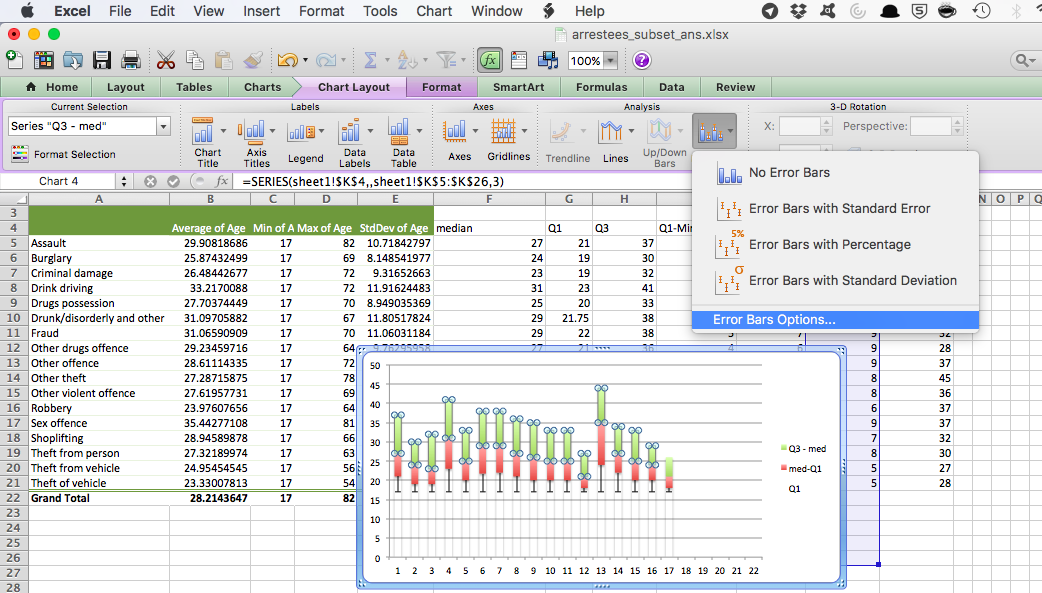 Excel File Edit View Insert Format Tools Chart Window Help
arrestees_subset_ans.xlsx
100%
Home Layout Tables Charts Chart Layout Format SmartArt Formulas Data Review
Current Selection Labels Axes Analysis 3-D Rotation
Series "Q3 - med"
Format Selection
Chart Title
Axis Titles
Legend
Data Labels
Data Table
Axes
Gridlines
Trendline
Lines
Up/Down Bars
X: Perspective:
No Error Bars
Error Bars with Standard Error
5%
Error Bars with Percentage
Error Bars with Standard Deviation
Error Bars Options...
Chart 4 fx =SERIES(sheet1!$K$4,,sheet1!$K$5:$K$26,3)
A B C D E F G H N O P Q
3
4 Average of Age Min of A Max of Age StdDev of Age median Q1 Q3 Q1-Min
5 Assault 29.90818686 17 82 10.71842797 27 21 37
6 Burglary 25.87432499 17 69 8.148541977 24 19 30
7 Criminal damage 26.48442677 17 72 9.31652663 23 19 32
8 Drink driving 33.2170088 17 72 11.91624483 31 23 41
9 Drugs possession 27.70374449 17 70 8.949035369 25 20 33
10 Drunk/disorderly and other 31.09705882 17 67 11.80517824 29 21.75 38
11 Fraud 31.06590909 17 70 11.06031184 29 22 38 5 7 9 32
12 Other drugs offence 29.23459716 17 64 9.76295958 27 21 36 4 6 9 28
13 Other offence 28.61114335 17 72 9 37
14 Other theft 27.28715875 17 78 8 45
15 Other violent offence 27.61957731 17 69 8 36
16 Robbery 23.97607656 17 64 6 37
17 Sex offence 35.44277108 17 81 9 37
18 Shoplifting 28.94589878 17 66 7 32
19 Theft from person 27.32189974 17 63 8 30
20 Theft from vehicle 24.95454545 17 56 5 27
21 Theft of vehicle 23.33007813 17 54 5 28
22 Grand Total 28.2143647 17 82
23
24
25
26
27
28
50
45
40
35
30
25
20
15
10
5
0
1 2 3 4 5 6 7 8 9 10 11 12 13 14 15 16 17 18 19 20 21 22
Q3 - med
med-Q1
Q1